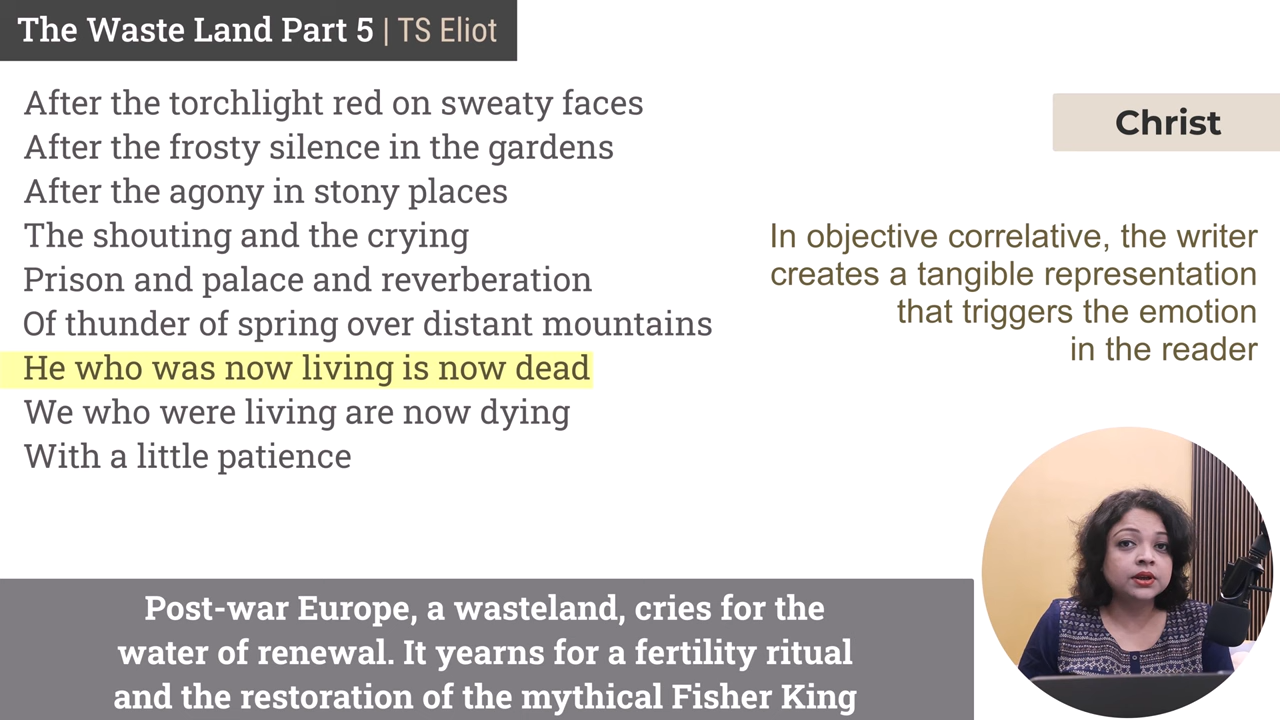 The Waste Land Part 5 | TS Eliot
After the torchlight red on sweaty faces
After the frosty silence in the gardens
After the agony in stony places
The shouting and the crying
Prison and palace and reverberation
Of thunder of spring over distant mountains
He who was now living is now dead
We who were living are now dying
With a little patience
Christ
In objective correlative, the writer
creates a tangible representation
that triggers the emotion
in the reader
Post-war Europe, a wasteland, cries for the
water of renewal. It yearns for a fertility ritual
and the restoration of the mythical Fisher King